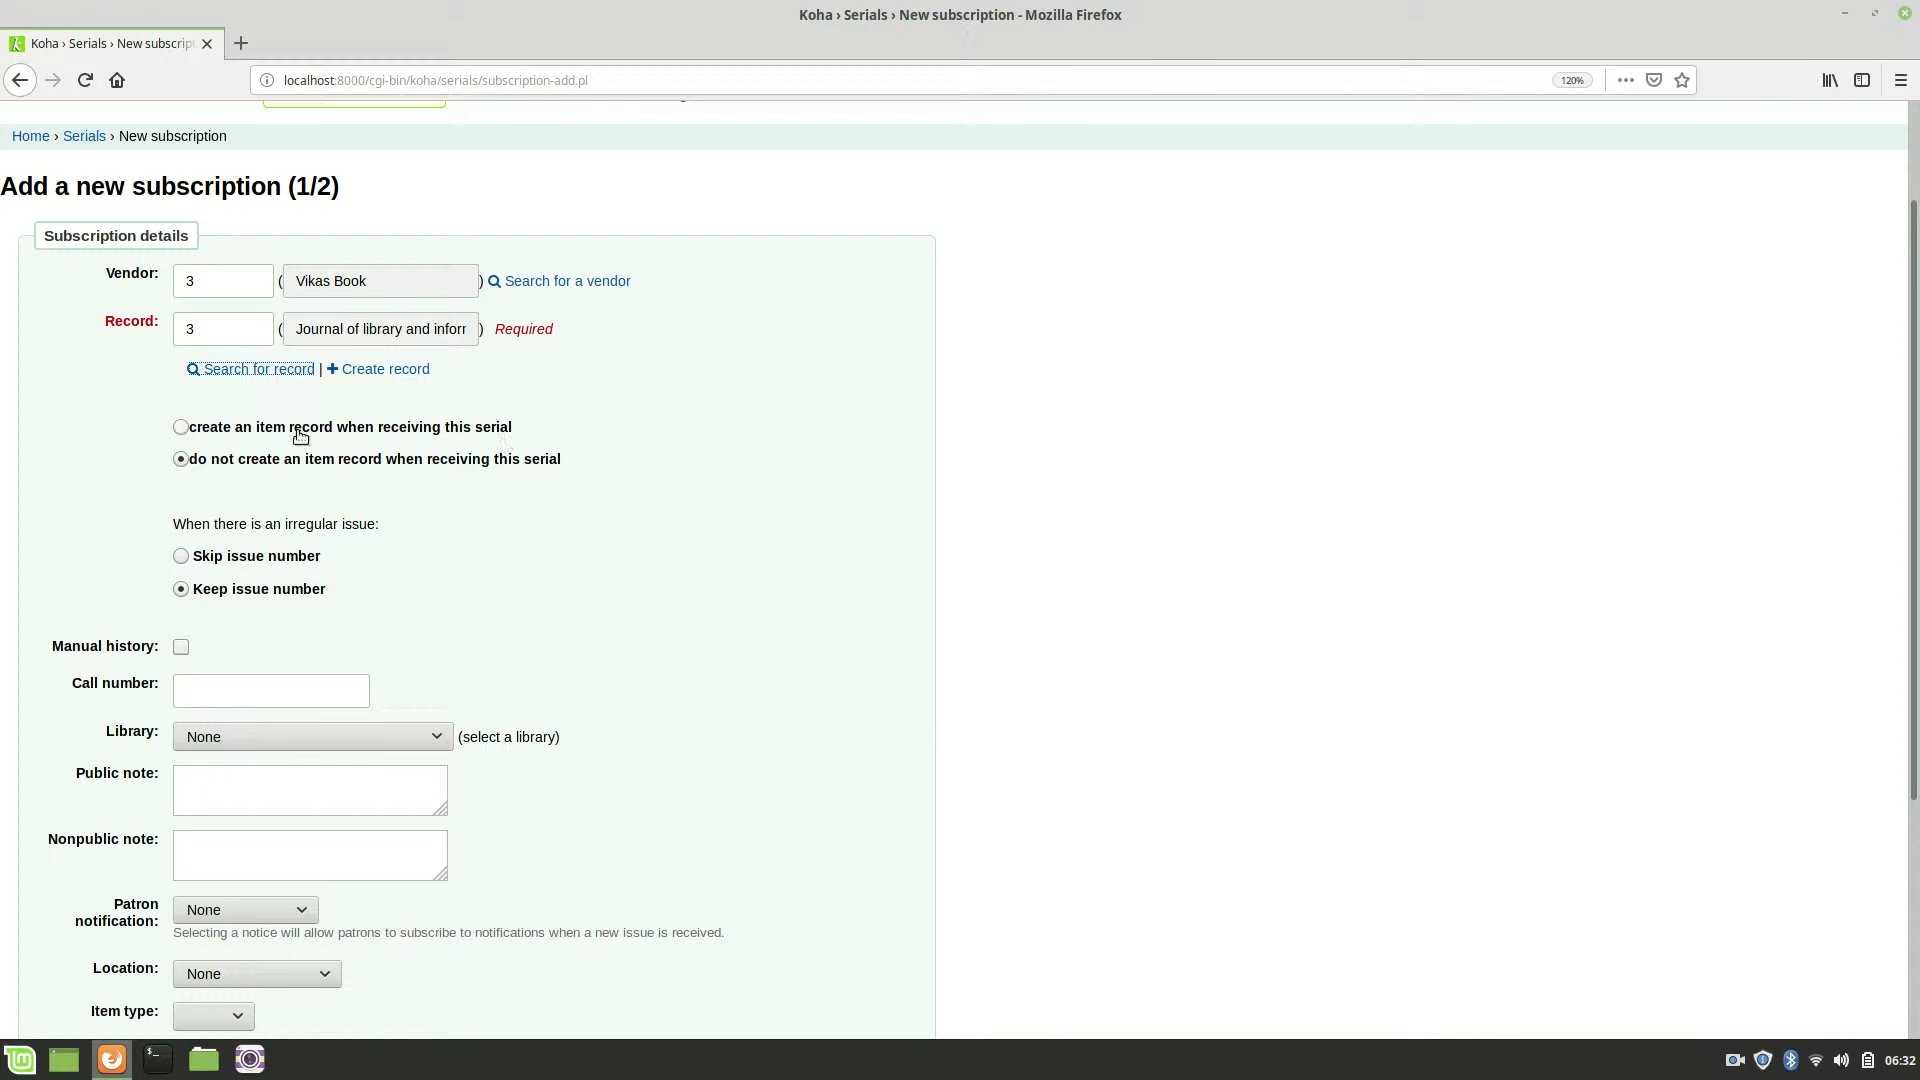 Koha › Serials › New subscription - Mozilla Firefox
Koha › Serials › New subscrip
localhost:8000/cgi-bin/koha/serials/subscription-add.pl
120%
Home › Serials › New subscription
Add a new subscription (1/2)
Subscription details
Vendor: 3 ( Vikas Book ) Search for a vendor
Record: 3 ( Journal of library and inforr ) Required
Search for record | Create record
create an item record when receiving this serial
do not create an item record when receiving this serial
When there is an irregular issue:
Skip issue number
Keep issue number
Manual history:
Call number:
Library: None (select a library)
Public note:
Nonpublic note:
Patron notification: None
Selecting a notice will allow patrons to subscribe to notifications when a new issue is received.
Location: None
Item type:
06:32